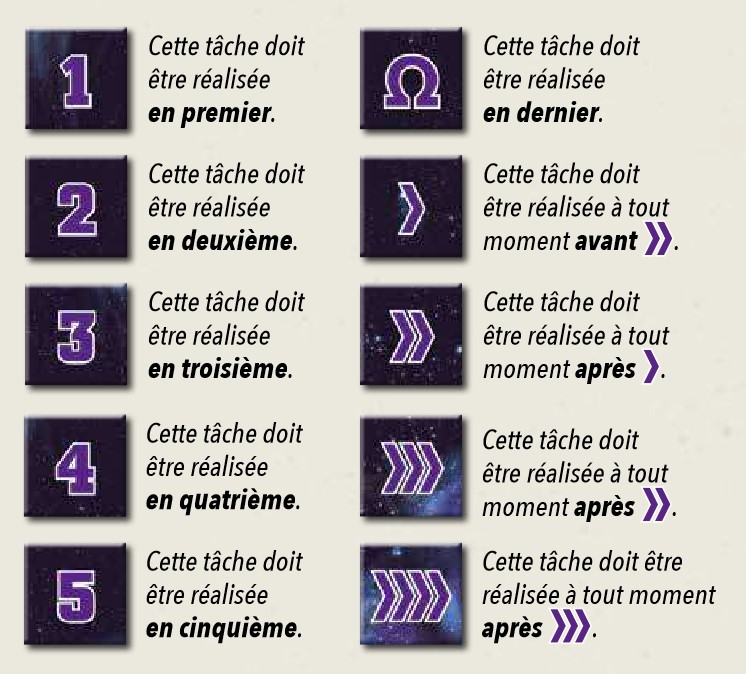 1
Cette tâche doit
être réalisée
en premier.
2
Cette tâche doit
être réalisée
en deuxième.
3
Cette tâche doit
être réalisée
en troisième.
4
Cette tâche doit
être réalisée
en quatrième.
5
Cette tâche doit
être réalisée
en cinquième.
Ω
Cette tâche doit
être réalisée
en dernier.
❯
Cette tâche doit
être réalisée à tout
moment avant ❯❯.
❯❯
Cette tâche doit
être réalisée à tout
moment après ❯.
❯❯❯
Cette tâche doit
être réalisée à tout
moment après ❯❯.
❯❯❯❯
Cette tâche doit être
réalisée à tout moment
après ❯❯❯.